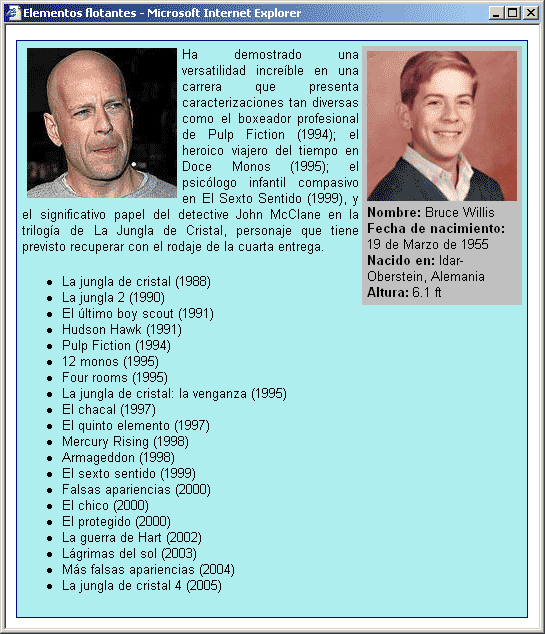 Elementos flotantes - Microsoft Internet Explorer
Ha demostrado una
versatilidad increíble en una
carrera que presenta
caracterizaciones tan diversas
como el boxeador profesional
de Pulp Fiction (1994); el
heroico viajero del tiempo en
Doce Monos (1995); el
psicólogo infantil compasivo
en El Sexto Sentido (1999), y
el significativo papel del detective John McClane en la
trilogía de La Jungla de Cristal, personaje que tiene
previsto recuperar con el rodaje de la cuarta entrega.
Nombre: Bruce Willis
Fecha de nacimiento:
19 de Marzo de 1955
Nacido en: Idar-
Oberstein, Alemania
Altura: 6.1 ft
La jungla de cristal (1988)
La jungla 2 (1990)
El último boy scout (1991)
Hudson Hawk (1991)
Pulp Fiction (1994)
12 monos (1995)
Four rooms (1995)
La jungla de cristal: la venganza (1995)
El chacal (1997)
El quinto elemento (1997)
Mercury Rising (1998)
Armageddon (1998)
El sexto sentido (1999)
Falsas apariencias (2000)
El chico (2000)
El protegido (2000)
La guerra de Hart (2002)
Lágrimas del sol (2003)
Más falsas apariencias (2004)
La jungla de cristal 4 (2005)